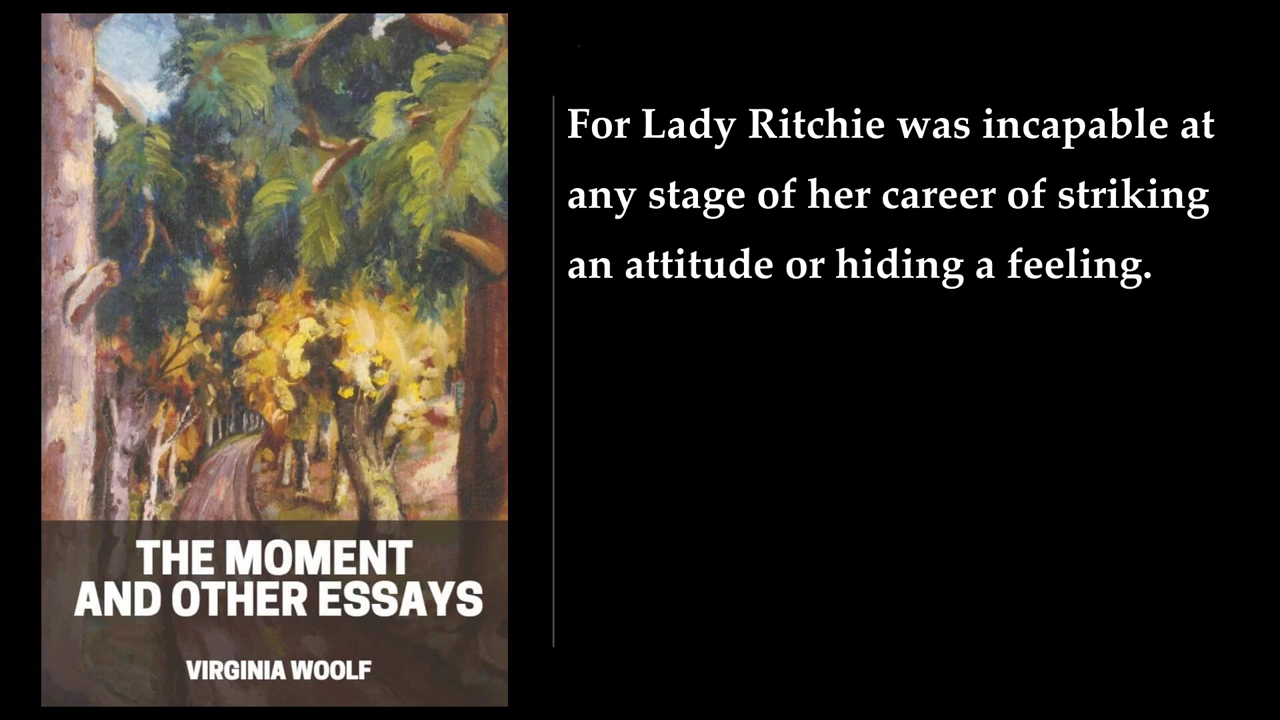 THE MOMENT
AND OTHER ESSAYS
VIRGINIA WOOLF
For Lady Ritchie was incapable at
any stage of her career of striking
an attitude or hiding a feeling.